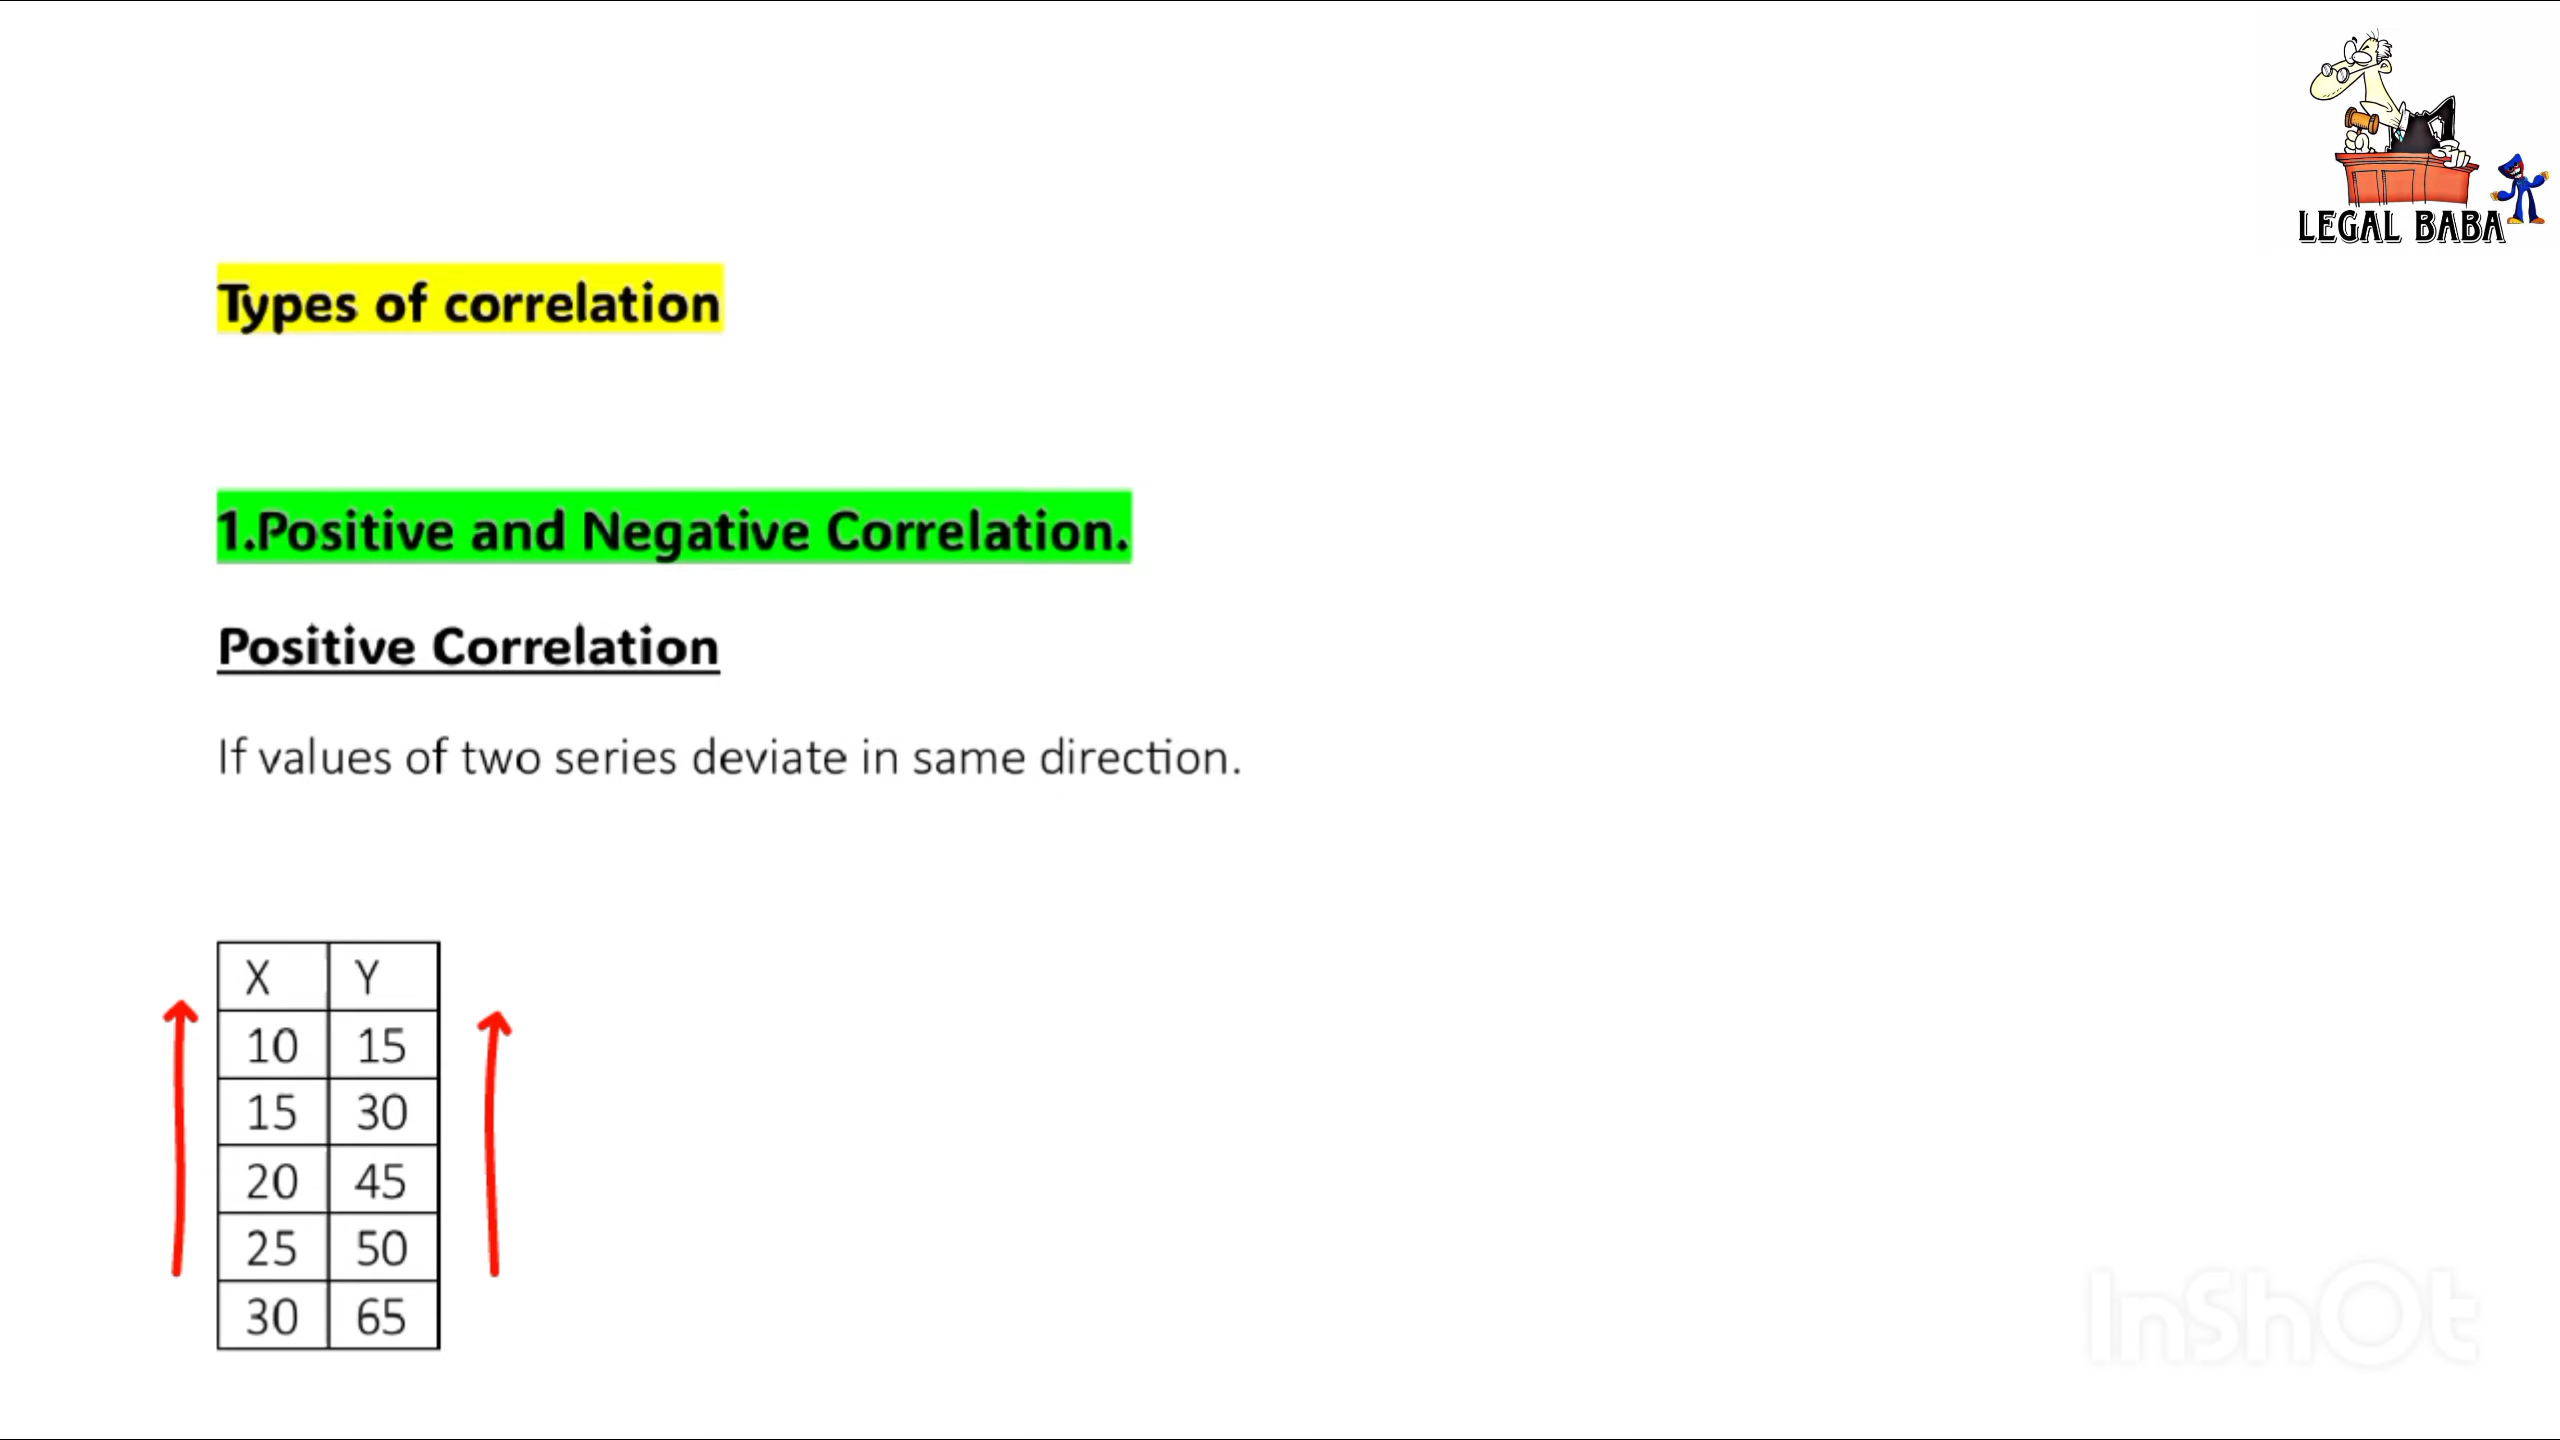 LEGAL BABA
Types of correlation
1.Positive and Negative Correlation.
Positive Correlation
If values of two series deviate in same direction.
X Y
10 15
15 30
20 45
25 50
30 65
InShOt